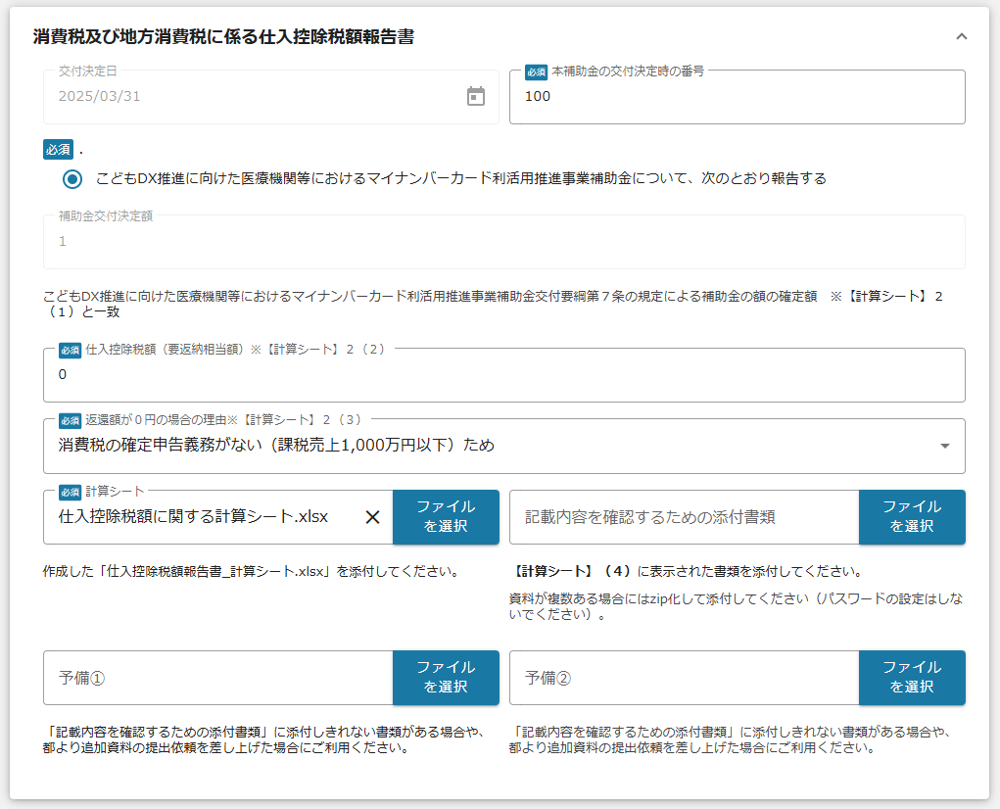 消費税及び地方消費税に係る仕入控除税額報告書
交付決定日
2025/03/31
必須 本補助金の交付決定時の番号
100
必須 .
こどもDX推進に向けた医療機関等におけるマイナンバーカード利活用推進事業補助金について、次のとおり報告する
補助金交付決定額
1
こどもDX推進に向けた医療機関等におけるマイナンバーカード利活用推進事業補助金交付要綱第７条の規定による補助金の額の確定額　※【計算シート】２
（１）と一致
必須 仕入控除税額（要返納相当額）※【計算シート】２（２）
0
必須 返還額が０円の場合の理由※【計算シート】２（３）
消費税の確定申告義務がない（課税売上1,000万円以下）ため
必須 計算シート
仕入控除税額に関する計算シート.xlsx
ファイル
を選択
作成した「仕入控除税額報告書_計算シート.xlsx」を添付してください。
記載内容を確認するための添付書類
ファイル
を選択
【計算シート】（４）に表示された書類を添付してください。
資料が複数ある場合にはzip化して添付してください（パスワードの設定はしな
いでください）。
予備①
ファイル
を選択
「記載内容を確認するための添付書類」に添付しきれない書類がある場合や、
都より追加資料の提出依頼を差し上げた場合にご利用ください。
予備②
ファイル
を選択
「記載内容を確認するための添付書類」に添付しきれない書類がある場合や、
都より追加資料の提出依頼を差し上げた場合にご利用ください。